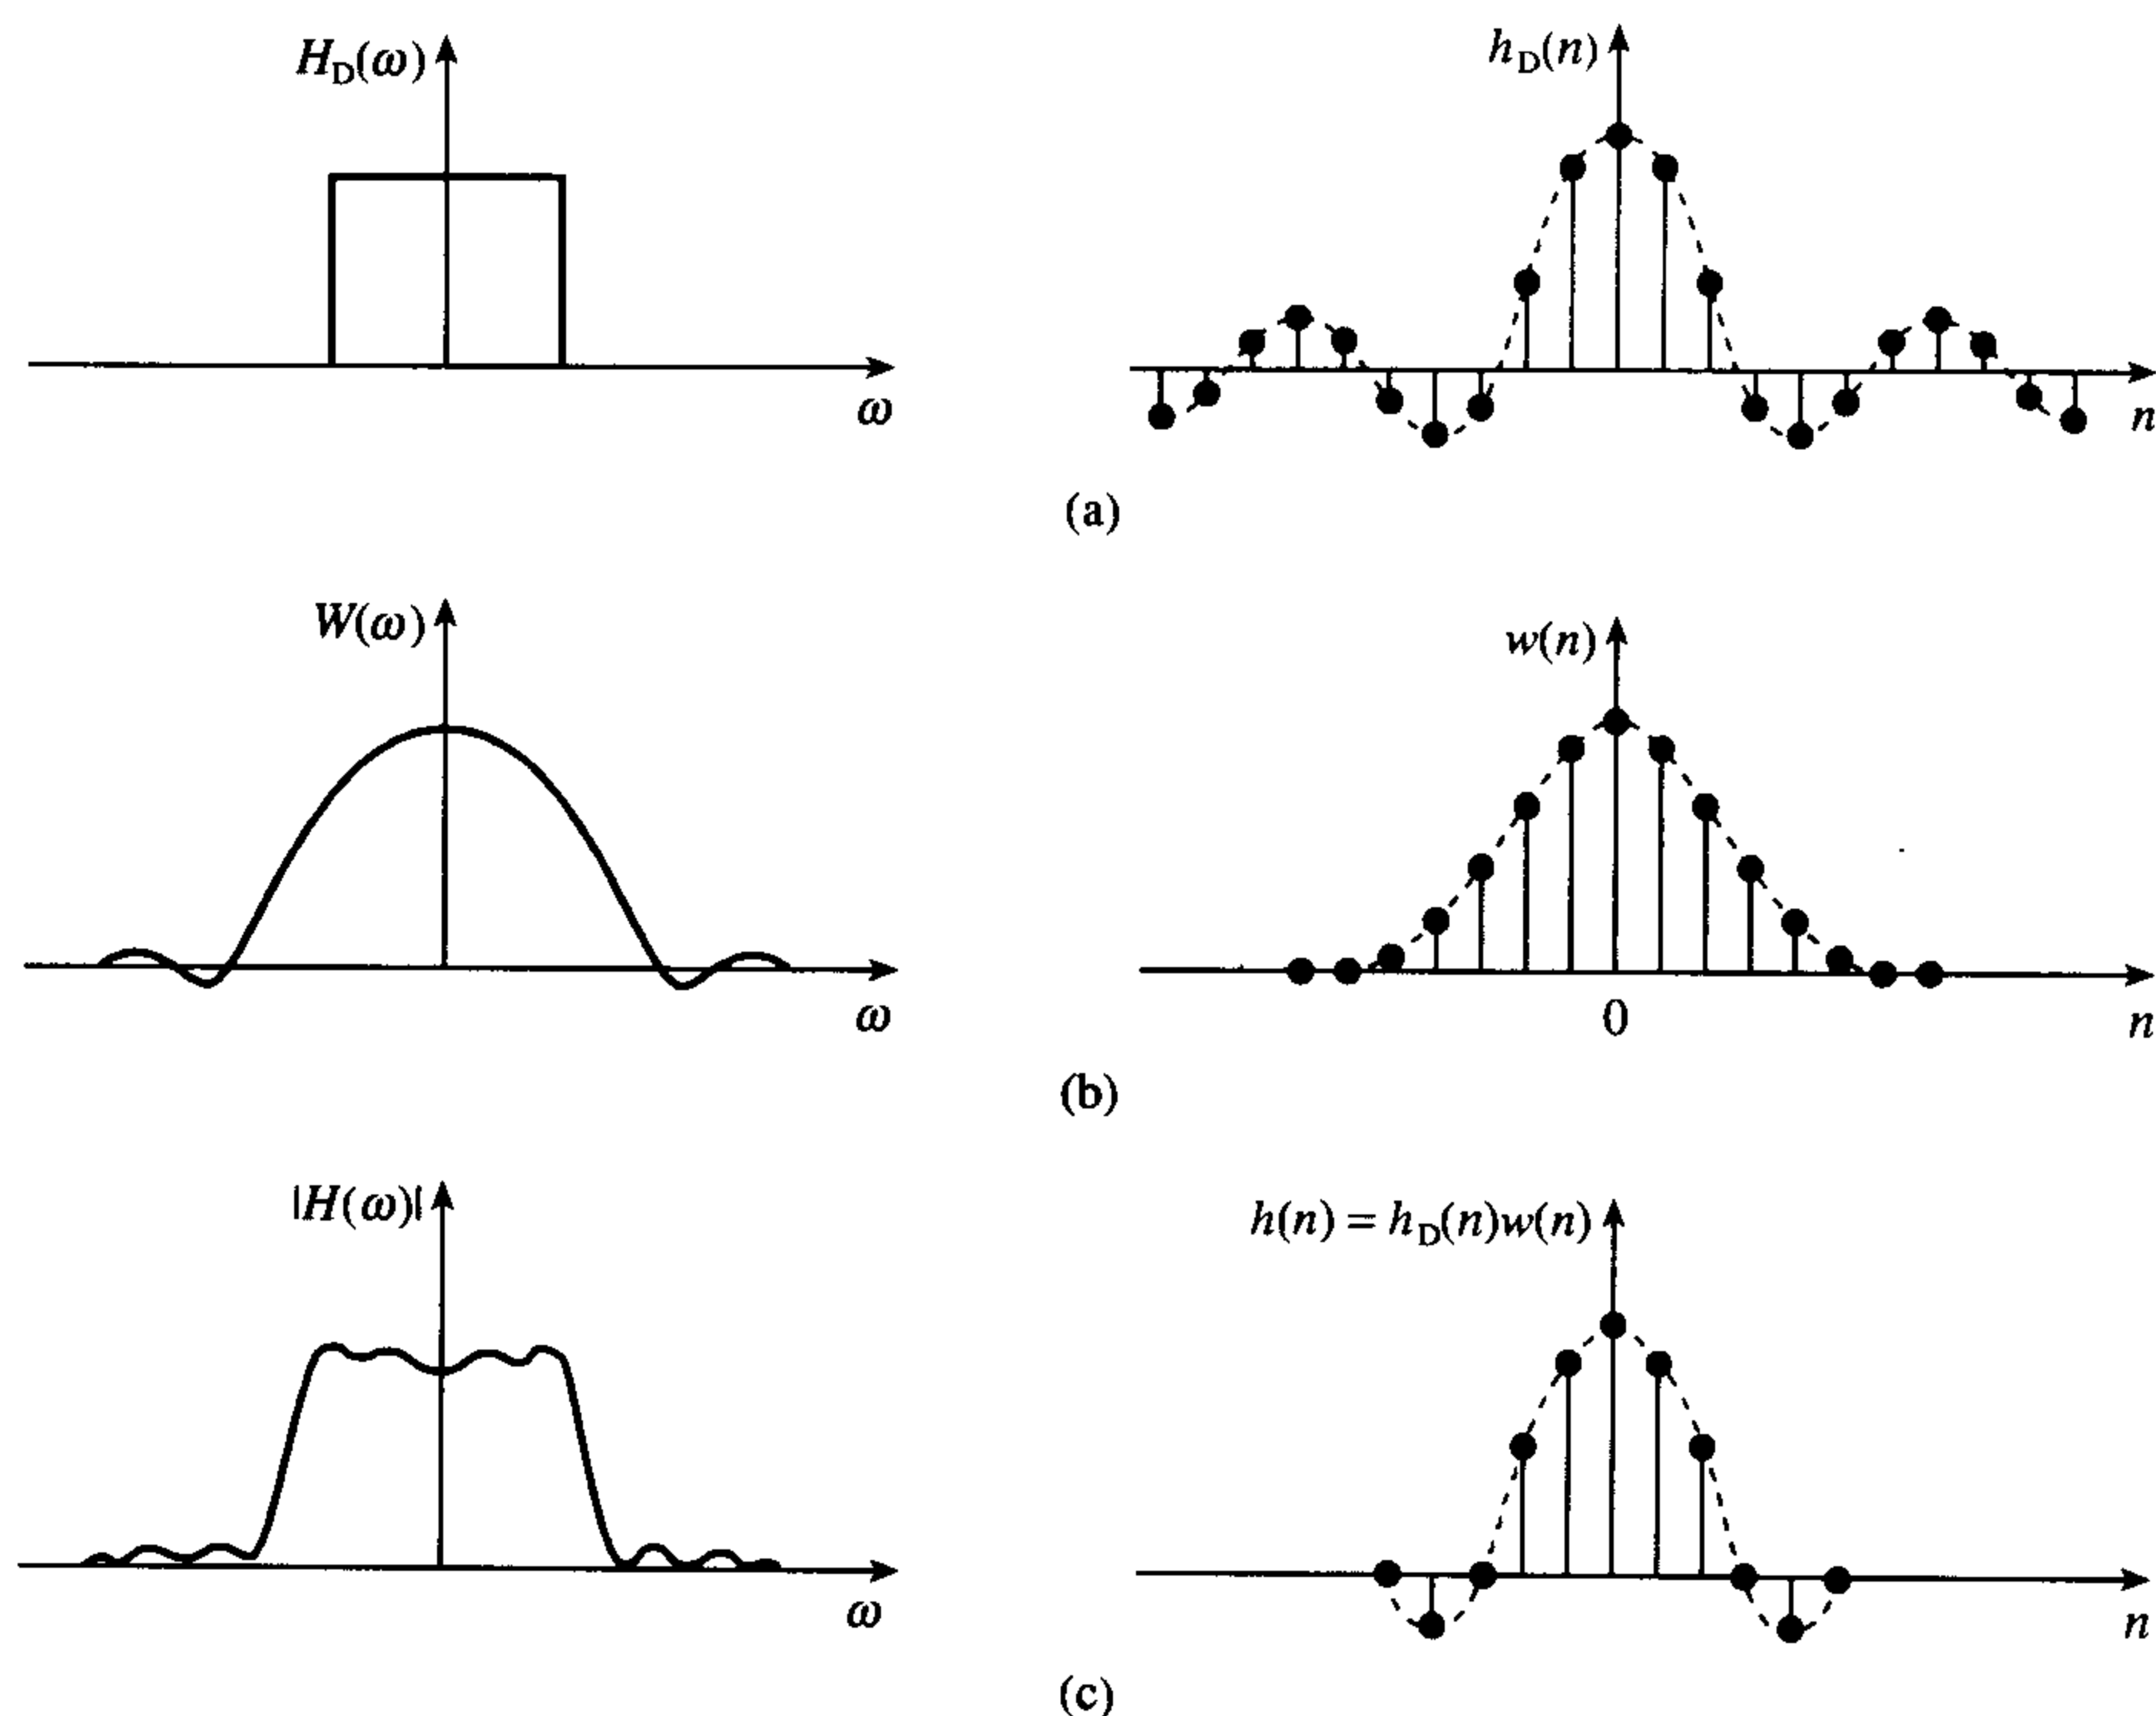 H_D(ω)
h_D(n)
ω
n
(a)
W(ω)
w(n)
ω
0
n
(b)
|H(ω)|
h(n) = h_D(n)w(n)
ω
n
(c)